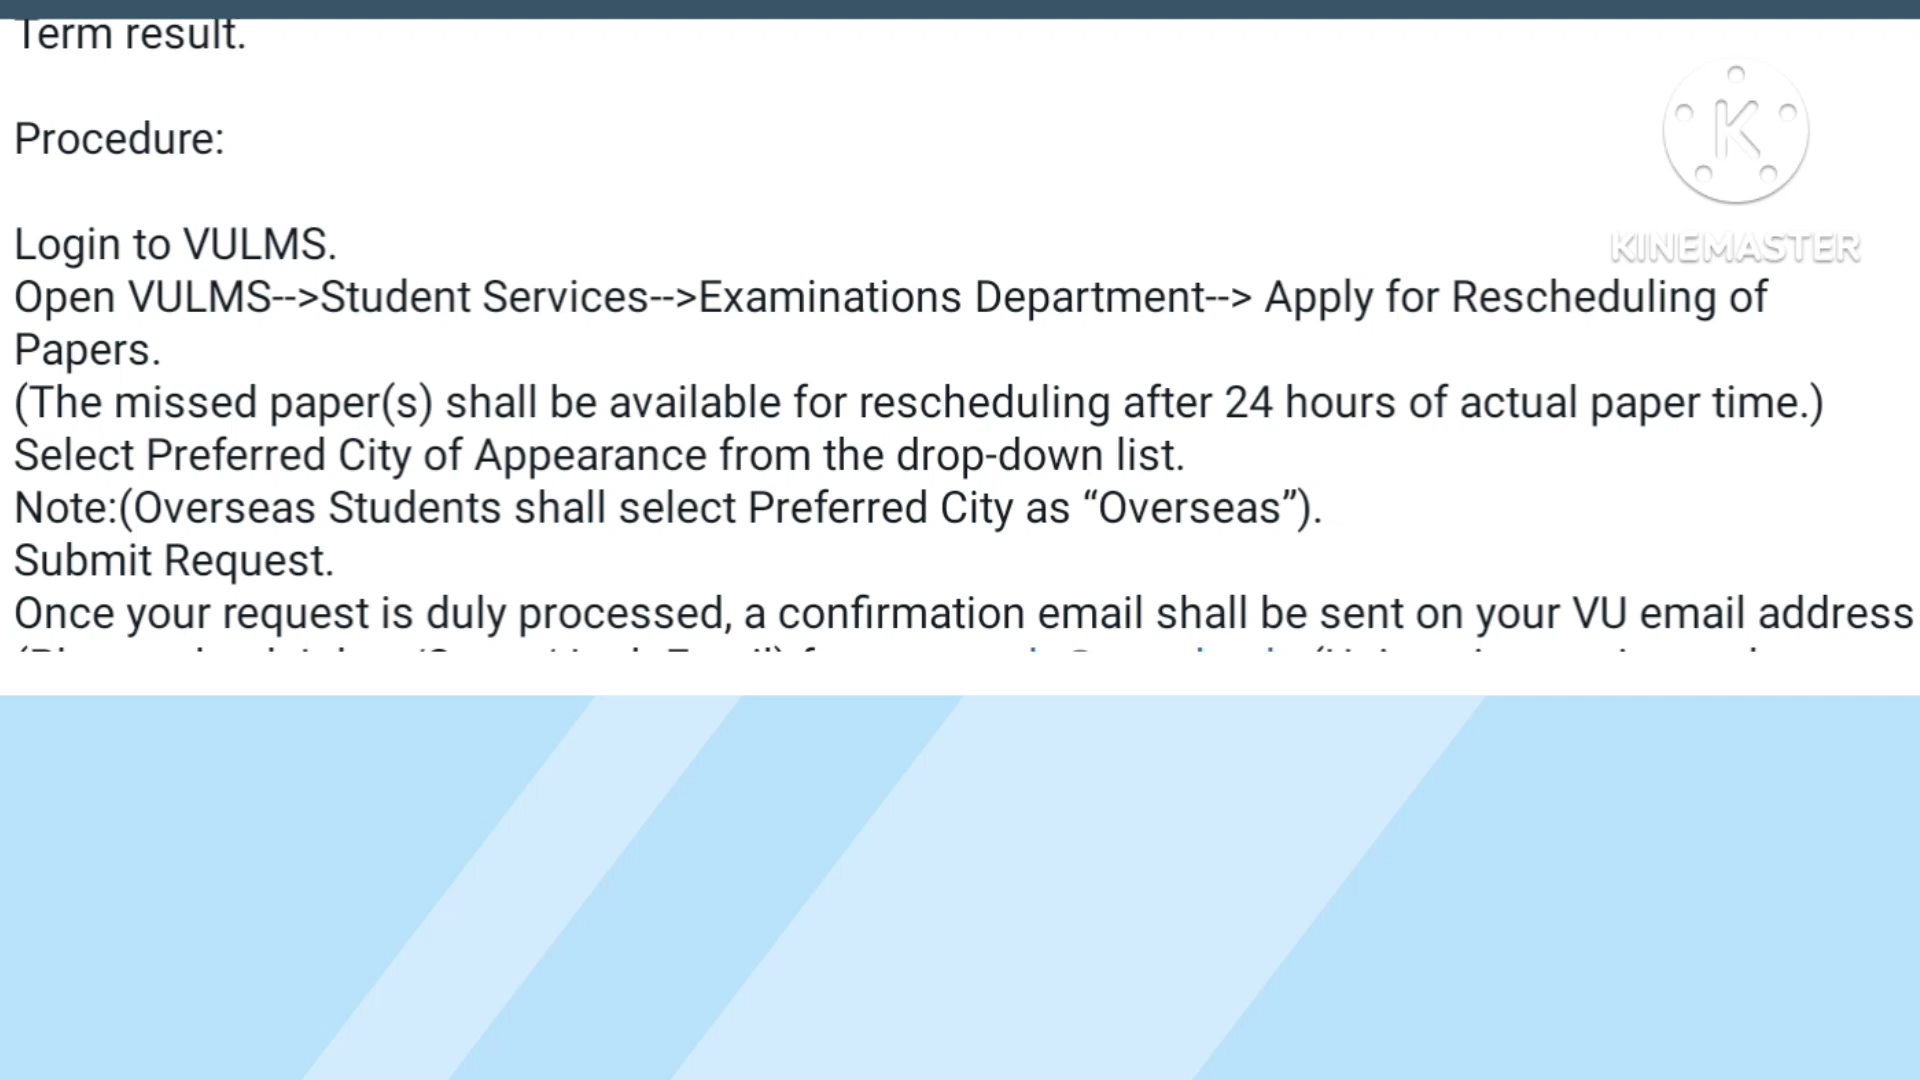 Term result.
Procedure:
K
KINEMASTER
Login to VULMS.
Open VULMS-->Student Services-->Examinations Department--> Apply for Rescheduling of
Papers.
(The missed paper(s) shall be available for rescheduling after 24 hours of actual paper time.)
Select Preferred City of Appearance from the drop-down list.
Note:(Overseas Students shall select Preferred City as “Overseas”).
Submit Request.
Once your request is duly processed, a confirmation email shall be sent on your VU email address